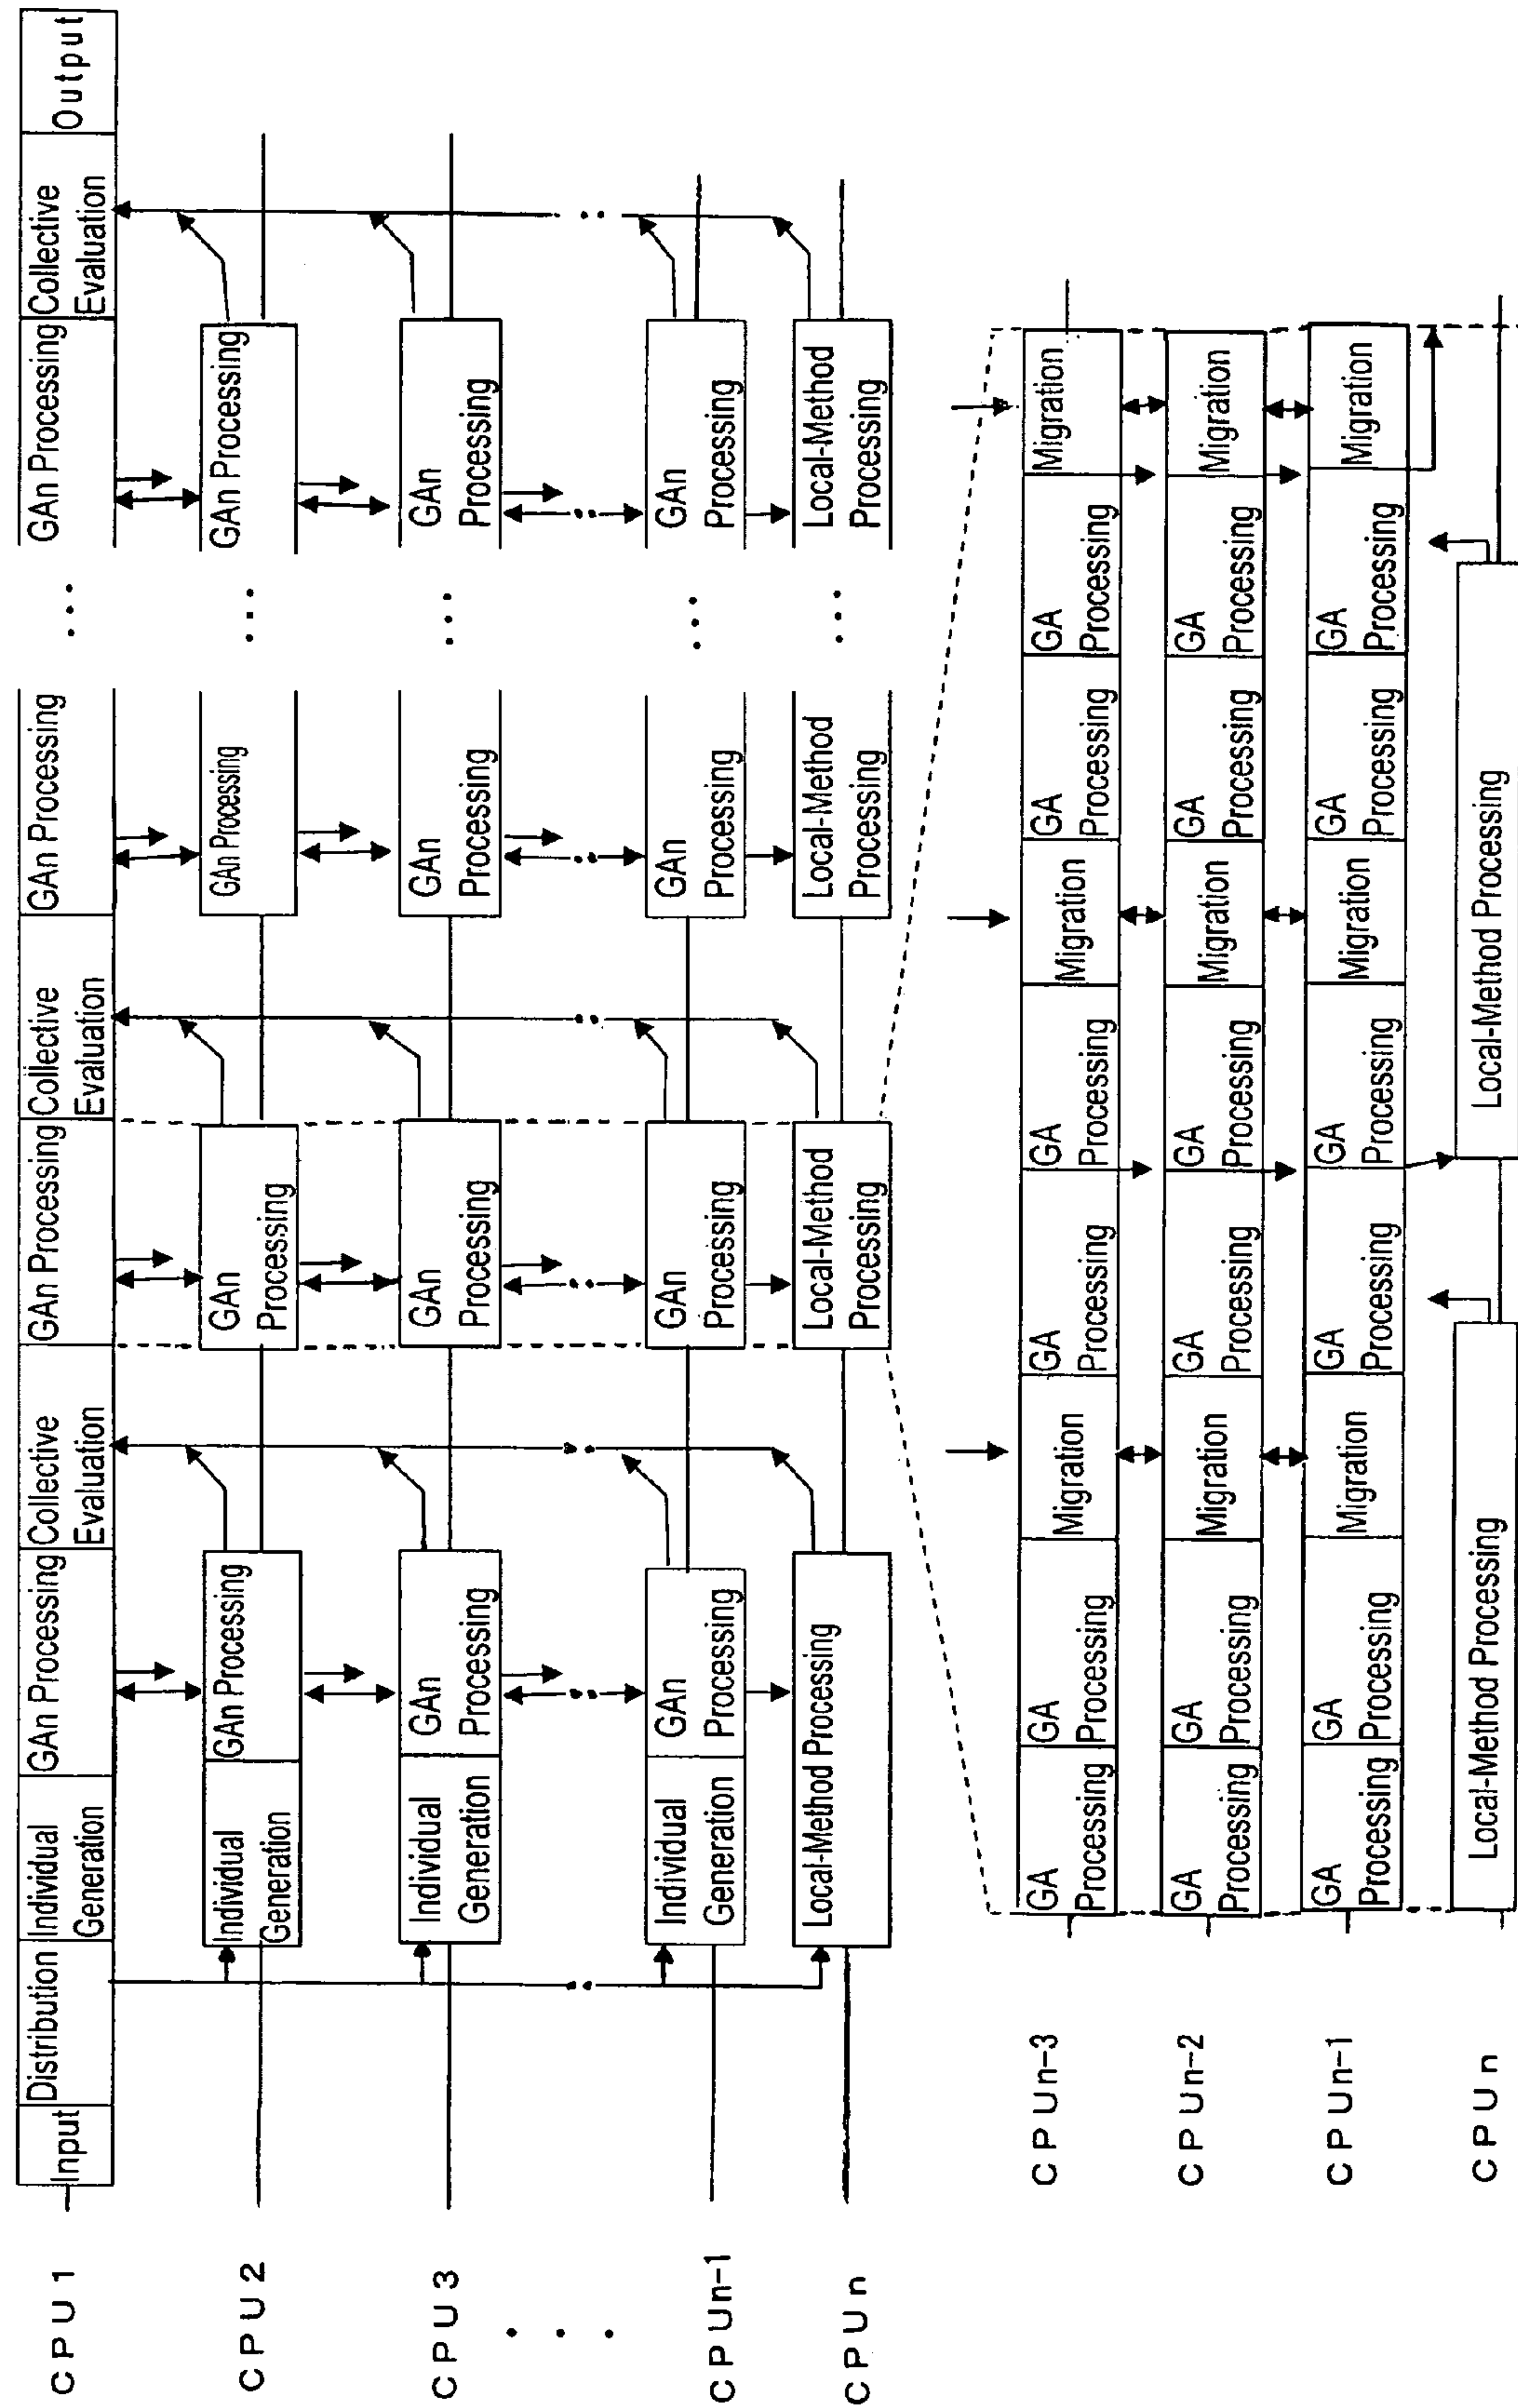 CPU1
Input
Distribution
Individual
Generation
GAn Processing
Collective
Evaluation
GAn Processing
Collective
Evaluation
GAn Processing
...
GAn Processing
Collective
Evaluation
Output
CPU2
Individual
Generation
GAn Processing
GAn
Processing
GAn Processing
...
GAn Processing
CPU3
Individual
Generation
GAn
Processing
GAn
Processing
GAn
Processing
...
GAn
Processing
...
CPUn-1
Individual
Generation
GAn
Processing
GAn
Processing
GAn
Processing
...
GAn
Processing
CPUn
Local-Method Processing
Local-Method
Processing
Local-Method
Processing
...
Local-Method
Processing
CPUn-3
GA
Processing
GA
Processing
Migration
GA
Processing
GA
Processing
Migration
GA
Processing
GA
Processing
Migration
CPUn-2
GA
Processing
GA
Processing
Migration
GA
Processing
GA
Processing
Migration
GA
Processing
GA
Processing
Migration
CPUn-1
GA
Processing
GA
Processing
Migration
GA
Processing
GA
Processing
Migration
GA
Processing
GA
Processing
Migration
CPUn
Local-Method Processing
Local-Method Processing